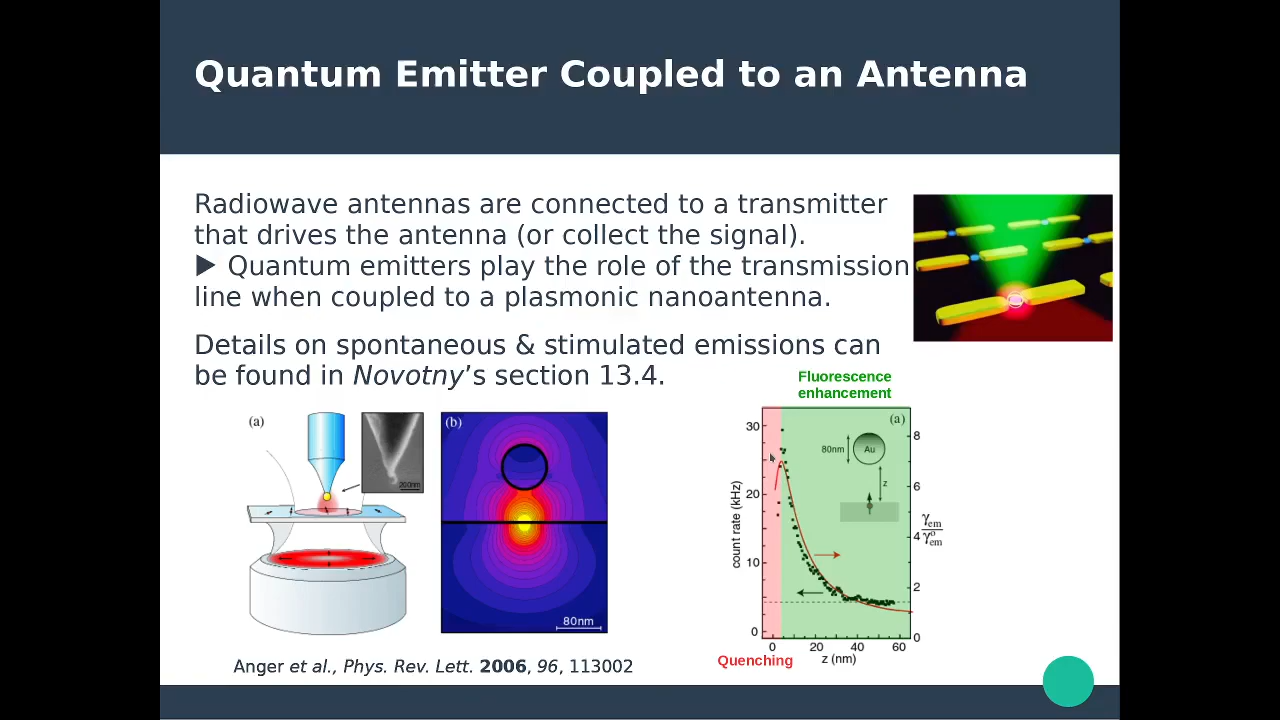 Quantum Emitter Coupled to an Antenna
Radiowave antennas are connected to a transmitter
that drives the antenna (or collect the signal).
▶ Quantum emitters play the role of the transmission
line when coupled to a plasmonic nanoantenna.
Details on spontaneous & stimulated emissions can
be found in Novotny’s section 13.4.
(a)
200nm
(b)
80nm
Anger et al., Phys. Rev. Lett. 2006, 96, 113002
Fluorescence
enhancement
(a)
80nm
Au
z
30
20
10
0
count rate (kHz)
8
6
4
2
0
γem
γoem
0 20 40 60
z (nm)
Quenching